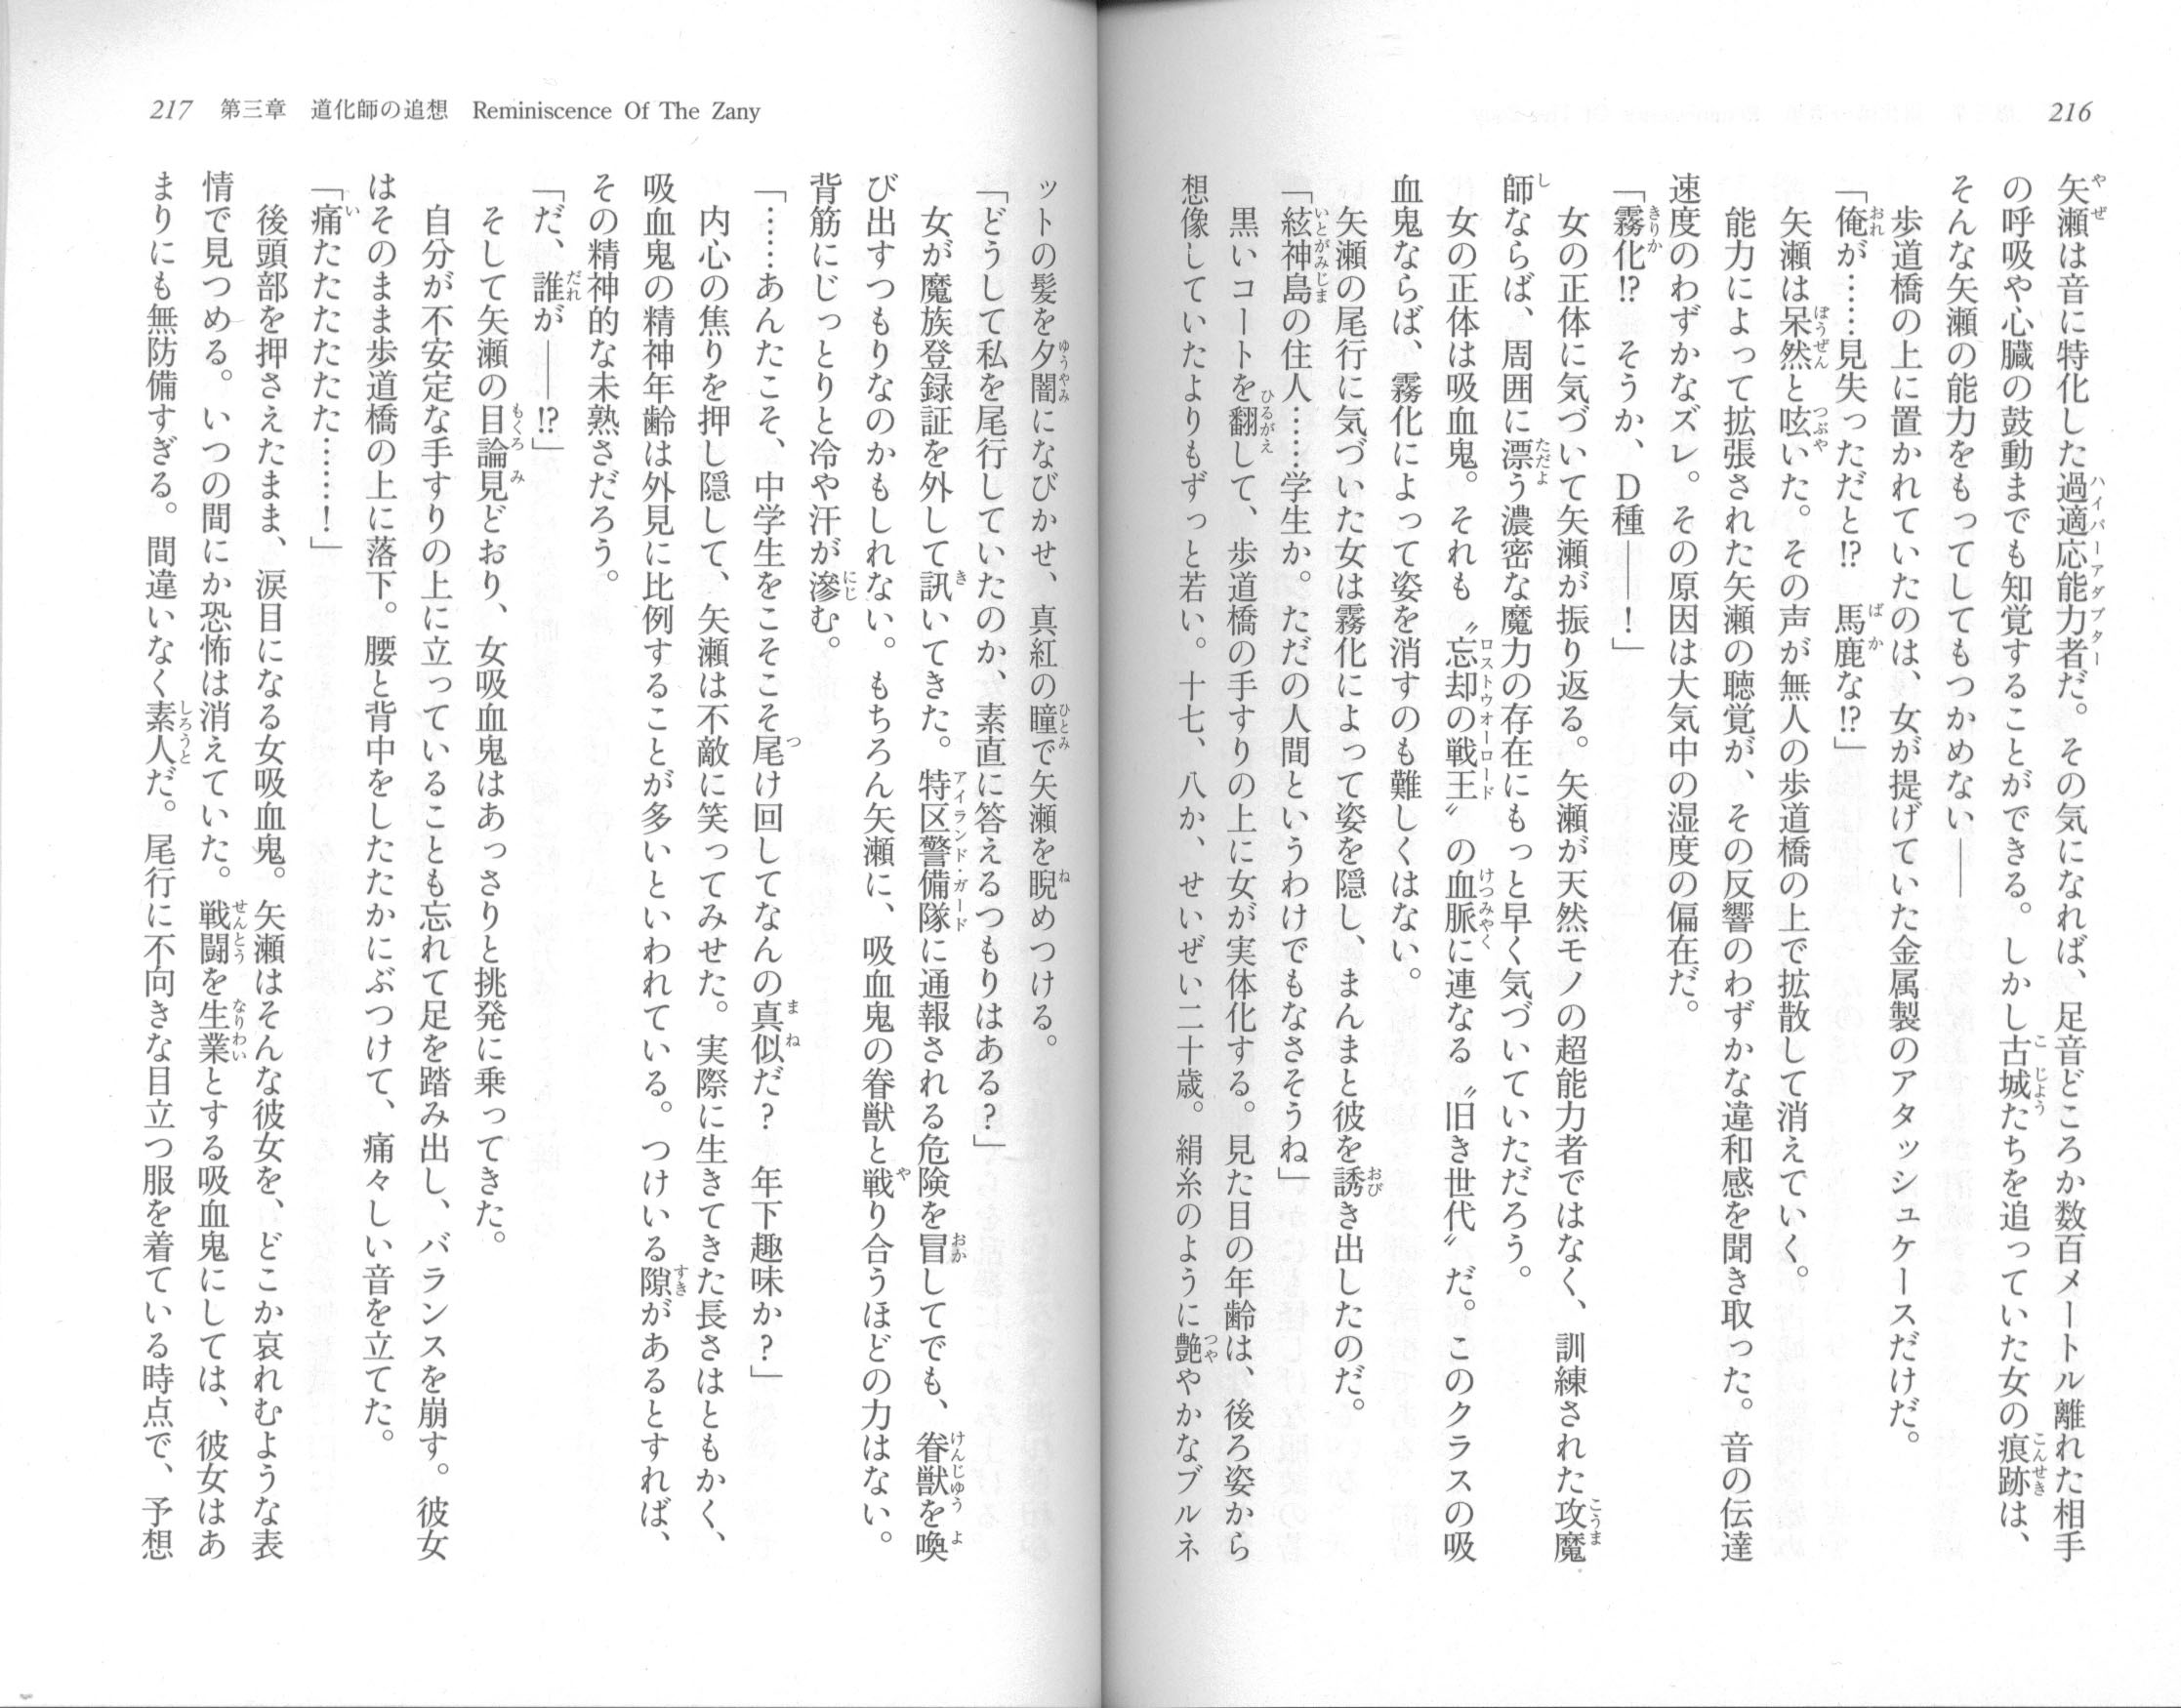 216
矢瀬は音に特化した過適応能力者だ。その気になれば、足音どころか数百メートル離れた相手
の呼吸や心臓の鼓動までも知覚することができる。しかし古城たちを追っていた女の痕跡は、
そんな矢瀬の能力をもってしてもつかめない――
歩道橋の上に置かれていたのは、女が提げていた金属製のアタッシュケースだけだ。
「俺が……見失っただと!?　馬鹿な!?」
矢瀬は呆然と呟いた。その声が無人の歩道橋の上で拡散して消えていく。
能力によって拡張された矢瀬の聴覚が、その反響のわずかな違和感を聞き取った。音の伝達
速度のわずかなズレ。その原因は大気中の湿度の偏在だ。
「霧化!?　そうか、D種――！」
女の正体に気づいて矢瀬が振り返る。矢瀬が天然モノの超能力者ではなく、訓練された攻魔
師ならば、周囲に漂う濃密な魔力の存在にもっと早く気づいていただろう。
女の正体は吸血鬼。それも〝忘却の戦王〟の血脈に連なる〝旧き世代〟だ。このクラスの吸
血鬼ならば、霧化によって姿を消すのも難しくはない。
矢瀬の尾行に気づいた女は霧化によって姿を隠し、まんまと彼を誘き出したのだ。
「絃神島の住人……学生か。ただの人間というわけでもなさそうね」
黒いコートを翻して、歩道橋の手すりの上に女が実体化する。見た目の年齢は、後ろ姿から
想像していたよりもずっと若い。十七、八か、せいぜい二十歳。絹糸のように艶やかなブルネ
217 第三章　道化師の追想　Reminiscence Of The Zany
ットの髪を夕闇になびかせ、真紅の瞳で矢瀬を睨めつける。
「どうして私を尾行していたのか、素直に答えるつもりはある？」
女が魔族登録証を外して訊いてきた。特区警備隊に通報される危険を冒してでも、眷獣を喚
び出すつもりなのかもしれない。もちろん矢瀬に、吸血鬼の眷獣と戦り合うほどの力はない。
背筋にじっとりと冷や汗が滲む。
「……あんたこそ、中学生をこそこそ尾け回してなんの真似だ？　年下趣味か？」
内心の焦りを押し隠して、矢瀬は不敵に笑ってみせた。実際に生きてきた長さはともかく、
吸血鬼の精神年齢は外見に比例することが多いといわれている。つけいる隙があるとすれば、
その精神的な未熟さだろう。
「だ、誰が――!?」
そして矢瀬の目論見どおり、女吸血鬼はあっさりと挑発に乗ってきた。
自分が不安定な手すりの上に立っていることも忘れて足を踏み出し、バランスを崩す。彼女
はそのまま歩道橋の上に落下。腰と背中をしたたかにぶつけて、痛々しい音を立てた。
「痛たたたたたた……！」
後頭部を押さえたまま、涙目になる女吸血鬼。矢瀬はそんな彼女を、どこか哀れむような表
情で見つめる。いつの間にか恐怖は消えていた。戦闘を生業とする吸血鬼にしては、彼女はあ
まりにも無防備すぎる。間違いなく素人だ。尾行に不向きな目立つ服を着ている時点で、予想